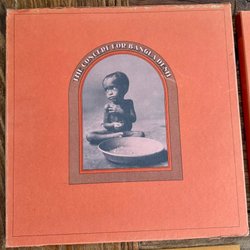 THE CONCERT FOR BANGLA DESH